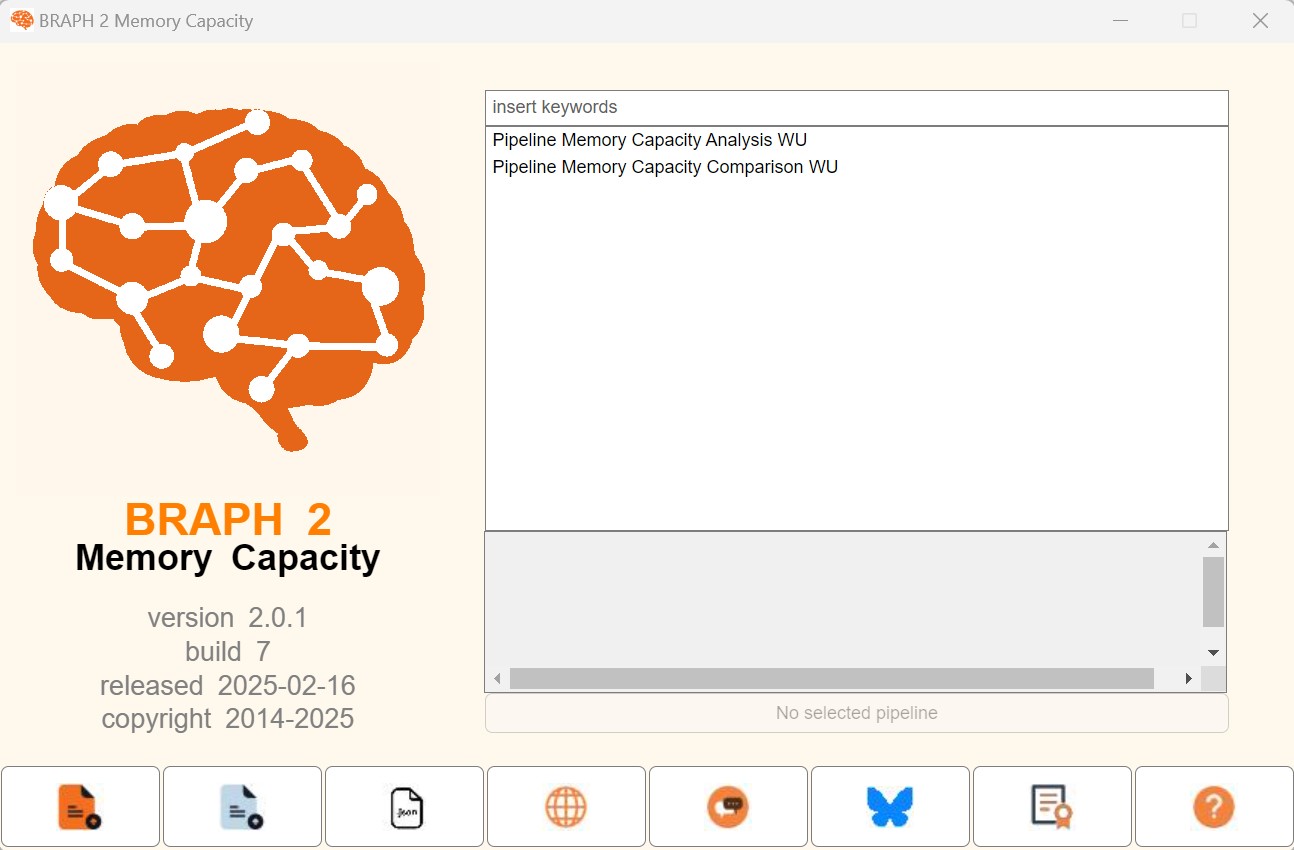 BRAPH 2 Memory Capacity
insert keywords
Pipeline Memory Capacity Analysis WU
Pipeline Memory Capacity Comparison WU
BRAPH 2
Memory Capacity
version 2.0.1
build 7
released 2025-02-16
copyright 2014-2025
No selected pipeline
json
?